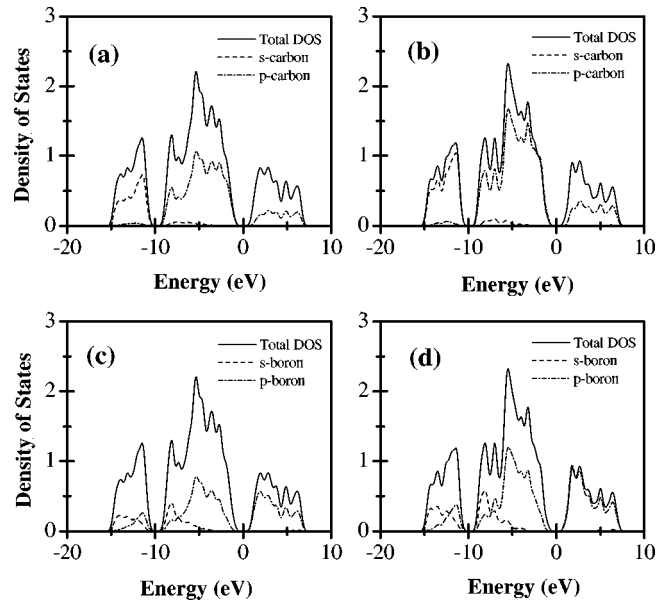 3
2
1
0
Density of States
(a)
Total DOS
s-carbon
p-carbon
-20 -10 0 10
Energy (eV)
3
2
1
0
(b)
Total DOS
s-carbon
p-carbon
-20 -10 0 10
Energy (eV)
3
2
1
0
Density of States
(c)
Total DOS
s-boron
p-boron
-20 -10 0 10
Energy (eV)
3
2
1
0
(d)
Total DOS
s-boron
p-boron
-20 -10 0 10
Energy (eV)